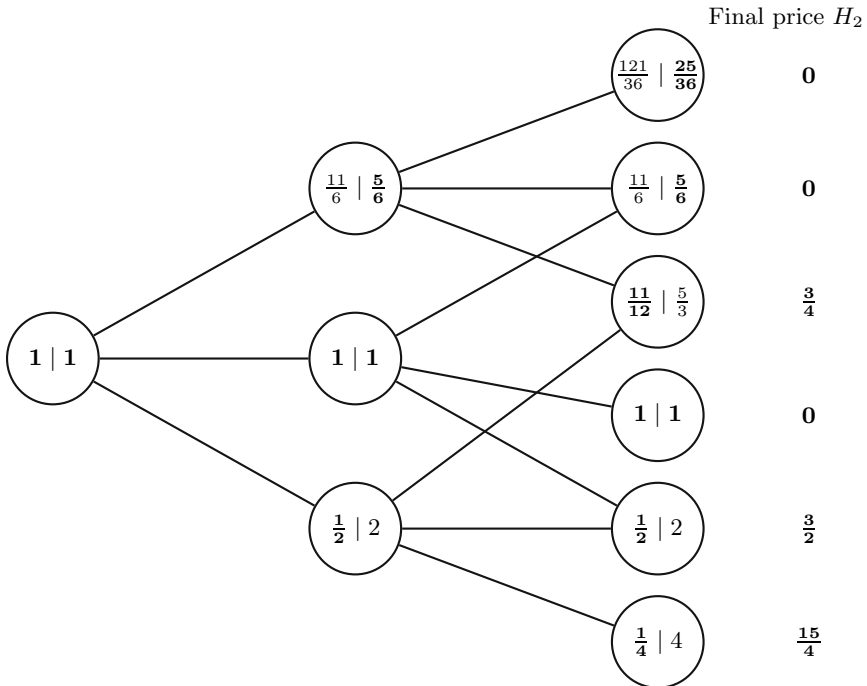 Final price H₂
121/36 | 25/36 0
11/6 | 5/6 11/6 | 5/6 0
11/12 | 5/3 3/4
1 | 1 1 | 1
1 | 1 0
1/2 | 2 1/2 | 2 3/2
1/4 | 4 15/4